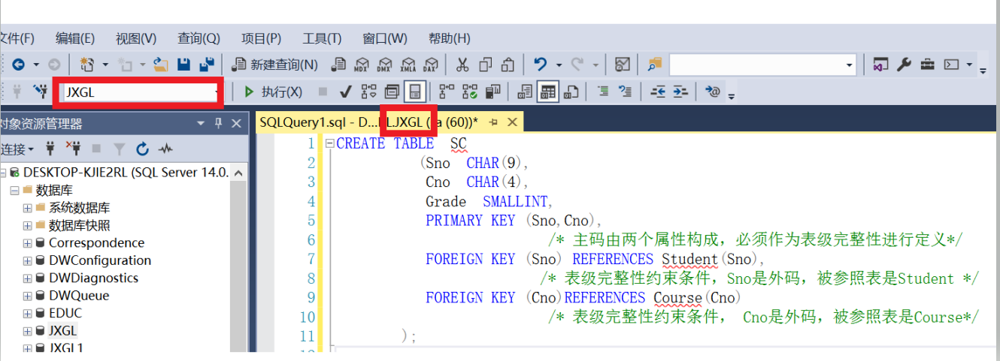 文件(F) 编辑(E) 视图(V) 查询(Q) 项目(P) 工具(T) 窗口(W) 帮助(H)
新建查询(N) MDX DMX XMLA DAX
JXGL 执行(X)
对象资源管理器
SQLQuery1.sql - D...LJXGL (a (60))*
连接
DESKTOP-KJIE2RL (SQL Server 14.0.
数据库
系统数据库
数据库快照
Correspondence
DWConfiguration
DWDiagnostics
DWQueue
EDUC
JXGL
JXGL1
1 CREATE TABLE SC
2 (Sno CHAR(9),
3 Cno CHAR(4),
4 Grade SMALLINT,
5 PRIMARY KEY (Sno,Cno),
6 /* 主码由两个属性构成，必须作为表级完整性进行定义*/
7 FOREIGN KEY (Sno) REFERENCES Student(Sno),
8 /* 表级完整性约束条件，Sno是外码，被参照表是Student */
9 FOREIGN KEY (Cno)REFERENCES Course(Cno)
10 /* 表级完整性约束条件， Cno是外码，被参照表是Course*/
11 );